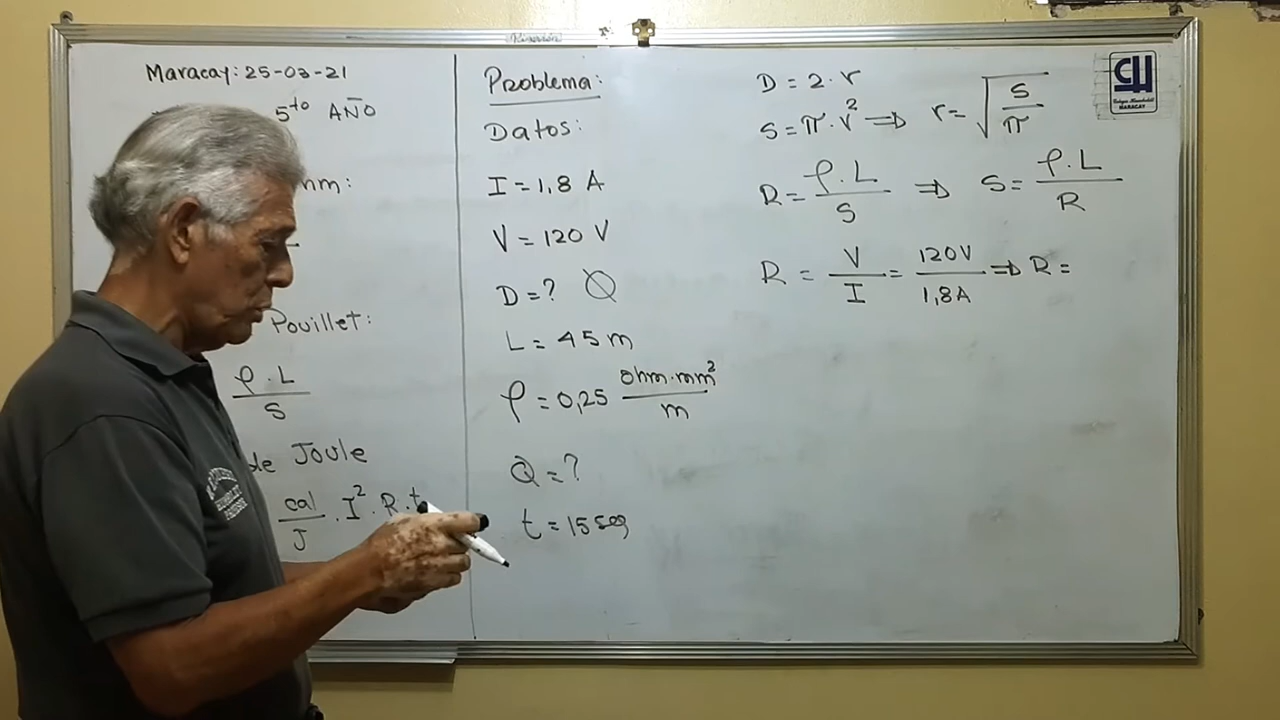 Maracay: 25-03-21
5to AÑO
hm:
Pouillet:
ρ.L
S
de Joule
cal
J
. I². R. t
Problema:
Datos:
I = 1,8 A
V = 120 V
D = ?
L = 45 m
ρ = 0,25 ohm.mm²
m
Q = ?
t = 15 seg
D = 2. r
S = π. r² ⇒ r = √ S
π
R = ρ.L ⇒ S = ρ.L
S R
R = V = 120V ⇒ R =
I 1,8A
MARACAY